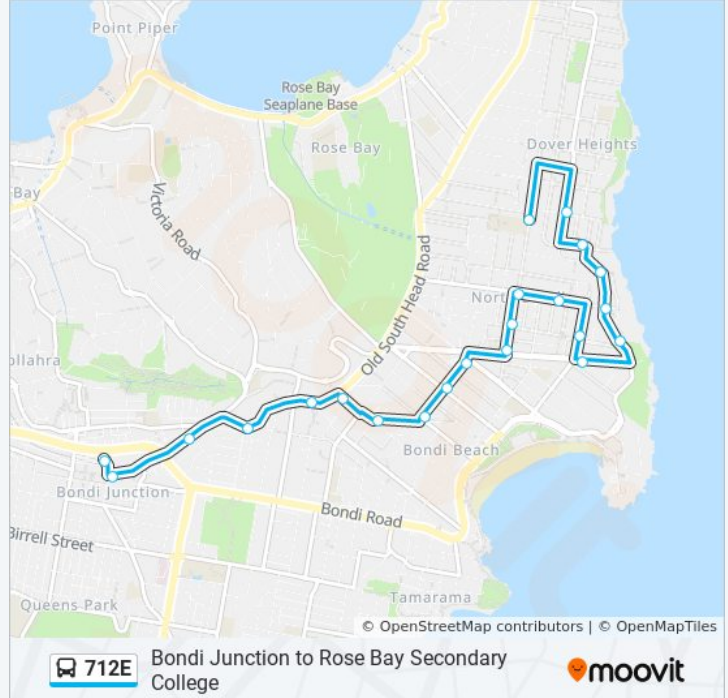 Point Piper
Rose Bay
Seaplane Base
Dover Heights
Rose Bay
Bay
Victoria Road
Old South Head Road
Nort
ollahra
Bondi Beach
Bondi Junction
Bondi Road
Birrell Street
Tamarama
Queens Park
© OpenStreetMap contributors | © OpenMapTiles
712E
Bondi Junction to Rose Bay Secondary
College
moovit